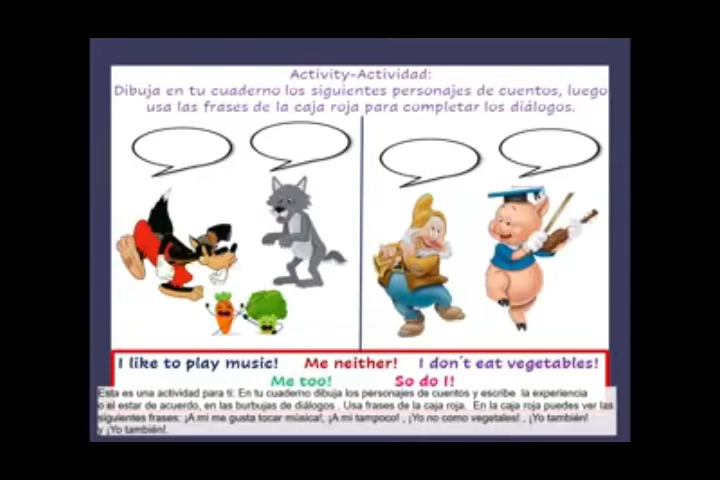 Activity-Actividad:
Dibuja en tu cuaderno los siguientes personajes de cuentos, luego
usa las frases de la caja roja para completar los diálogos.
I like to play music! Me neither! I don´t eat vegetables!
Me too! So do I!
Esta es una actividad para ti: En tu cuaderno dibuja los personajes de cuentos y escribe la experiencia
o el estar de acuerdo, en las burbujas de diálogos . Usa frases de la caja roja. En la caja roja puedes ver las
siguientes frases: ¡A mi me gusta tocar música!, ¡A mi tampoco! , ¡Yo no como vegetales! , ¡Yo también!
y ¡Yo también!.